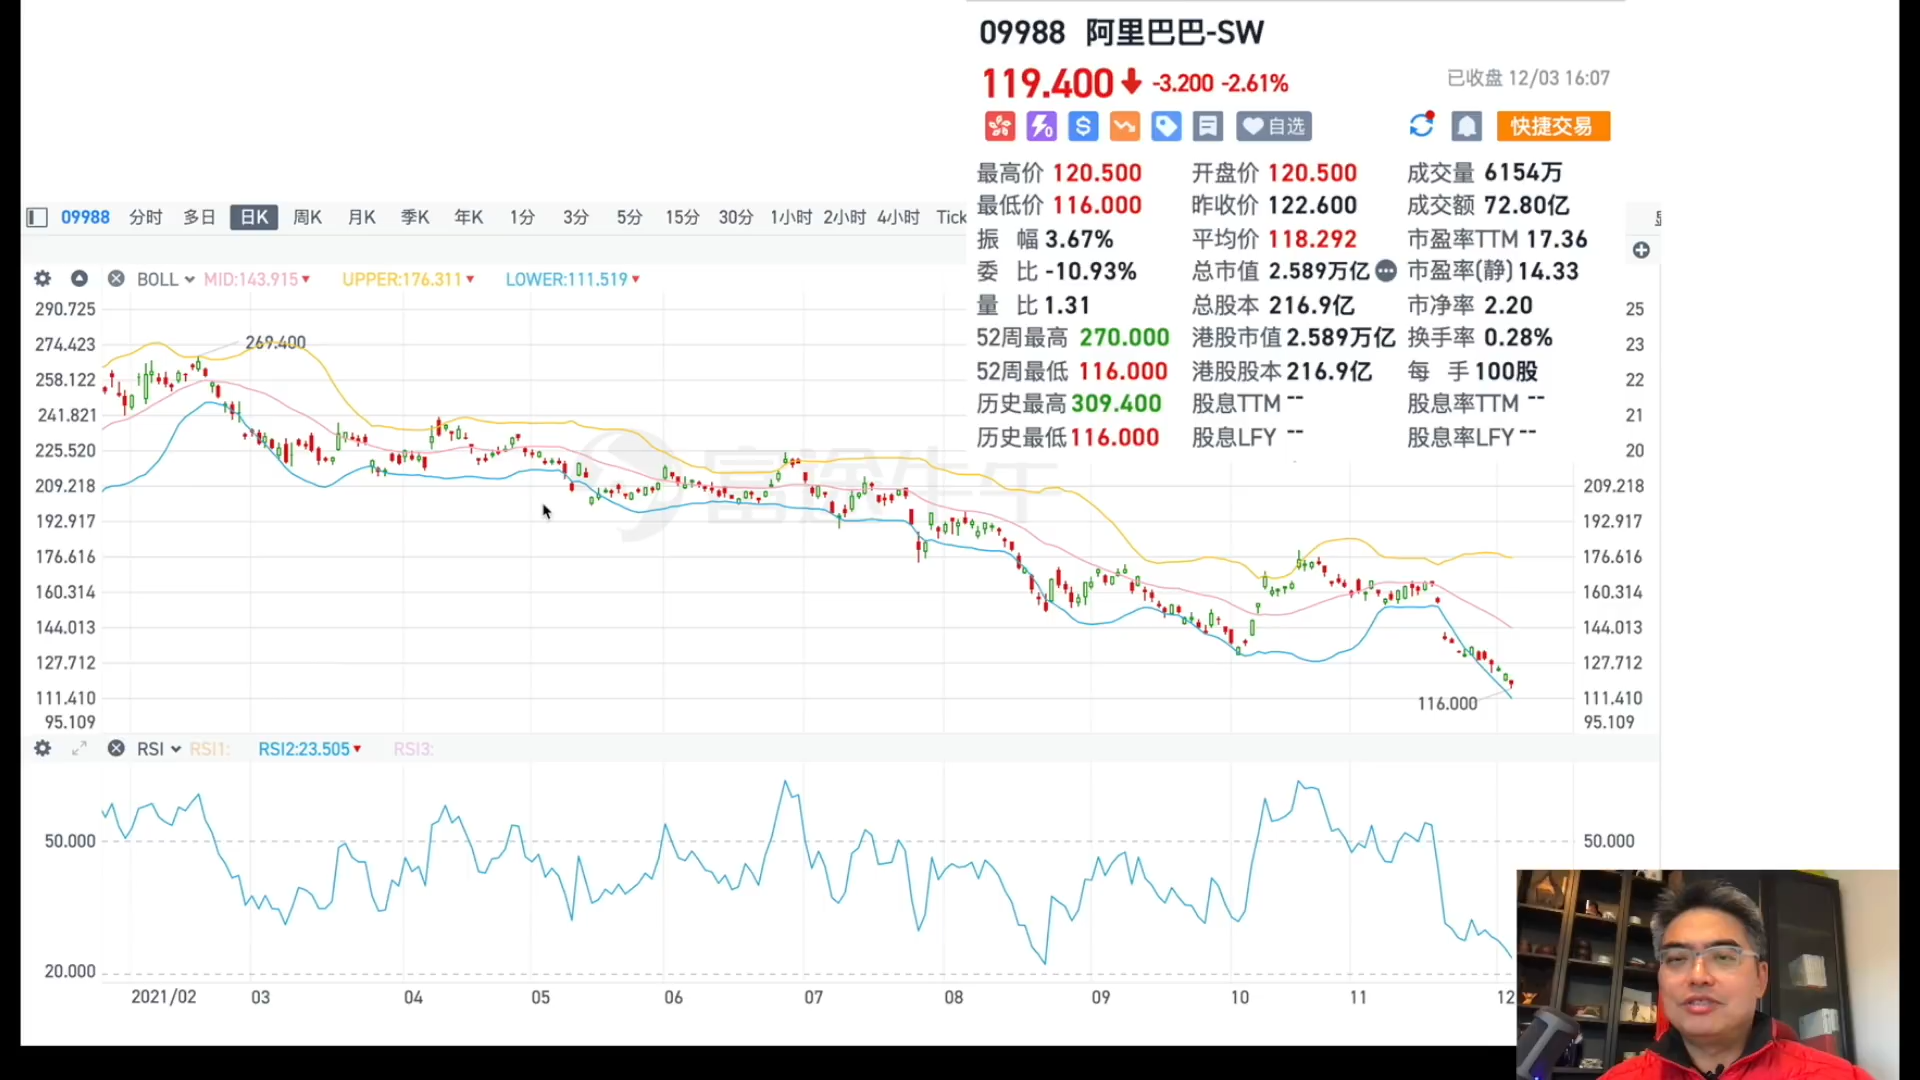 09988 阿里巴巴-SW
119.400 -3.200 -2.61%
已收盘 12/03 16:07
自选
快捷交易
最高价 120.500 开盘价 120.500 成交量 6154万
最低价 116.000 昨收价 122.600 成交额 72.80亿
振 幅 3.67% 平均价 118.292 市盈率TTM 17.36
委 比 -10.93% 总市值 2.589万亿 市盈率(静) 14.33
量 比 1.31 总股本 216.9亿 市净率 2.20
52周最高 270.000 港股市值 2.589万亿 换手率 0.28%
52周最低 116.000 港股股本 216.9亿 每 手 100股
历史最高 309.400 股息TTM -- 股息率TTM --
历史最低 116.000 股息LFY -- 股息率LFY --
09988 分时 多日 日K 周K 月K 季K 年K 1分 3分 5分 15分 30分 1小时 2小时 4小时 Tick
BOLL MID:143.915 UPPER:176.311 LOWER:111.519
290.725
274.423
258.122
241.821
225.520
209.218
192.917
176.616
160.314
144.013
127.712
111.410
95.109
269.400
富途牛牛
116.000
25
23
22
21
20
209.218
192.917
176.616
160.314
144.013
127.712
111.410
95.109
RSI RSI1: RSI2:23.505 RSI3:
50.000 50.000
20.000
2021/02 03 04 05 06 07 08 09 10 11 12